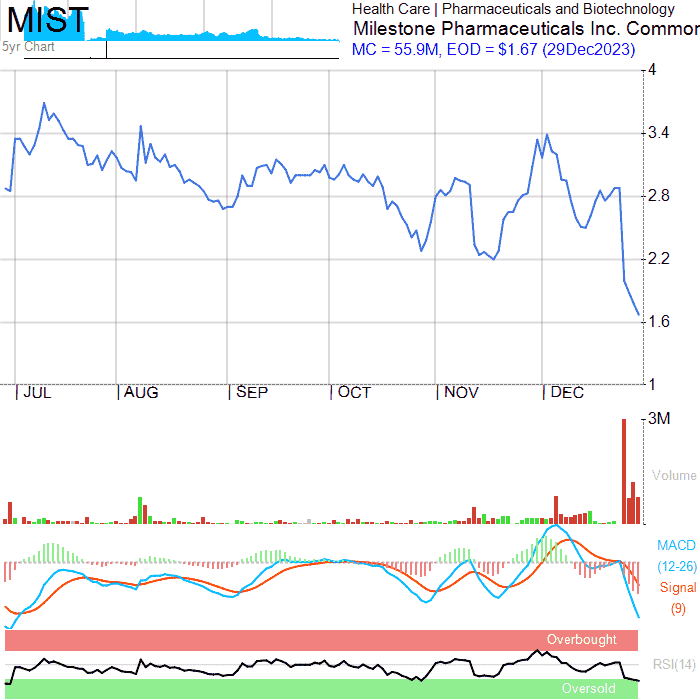 MIST
5yr Chart
Health Care | Pharmaceuticals and Biotechnology
Milestone Pharmaceuticals Inc. Common
MC = 55.9M, EOD = $1.67 (29Dec2023)
4
3.4
2.8
2.2
1.6
1
JUL AUG SEP OCT NOV DEC
3M
Volume
MACD
(12-26)
Signal
(9)
Overbought
RSI(14)
Oversold